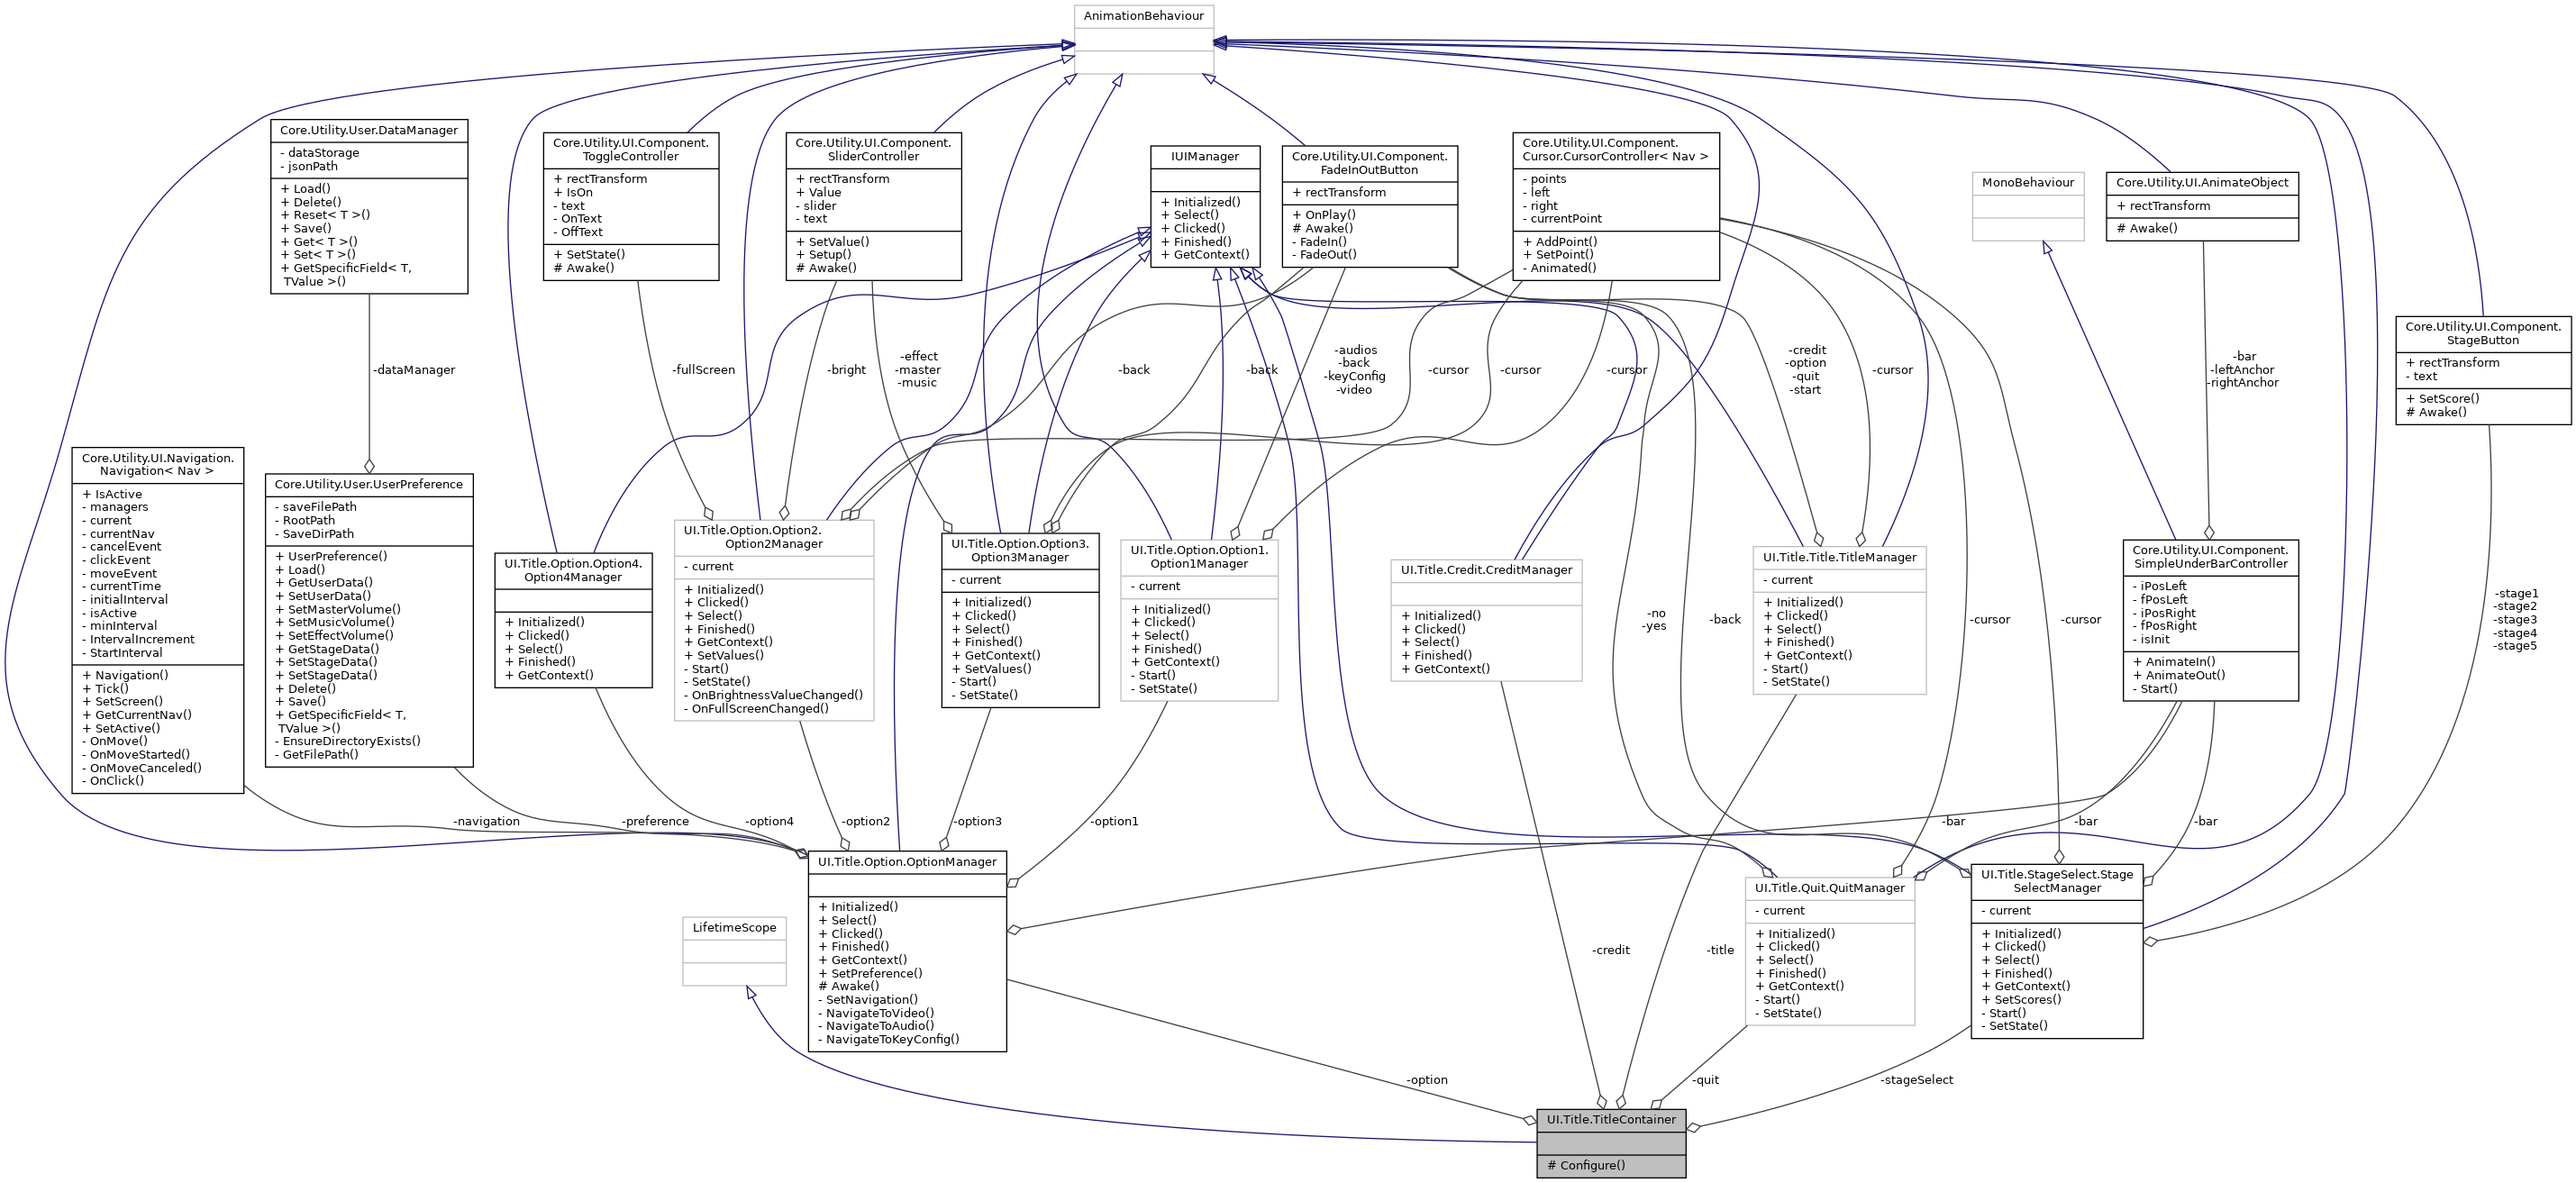 AnimationBehaviour
Core.Utility.User.DataManager
- dataStorage
- jsonPath
+ Load()
+ Delete()
+ Reset< T >()
+ Save()
+ Get< T >()
+ Set< T >()
+ GetSpecificField< T,
TValue >()
Core.Utility.UI.Component.
ToggleController
+ rectTransform
+ IsOn
- text
- OnText
- OffText
+ SetState()
# Awake()
Core.Utility.UI.Component.
SliderController
+ rectTransform
+ Value
- slider
- text
+ SetValue()
+ Setup()
# Awake()
IUIManager
+ Initialized()
+ Select()
+ Clicked()
+ Finished()
+ GetContext()
Core.Utility.UI.Component.
FadeInOutButton
+ rectTransform
+ OnPlay()
# Awake()
- FadeIn()
- FadeOut()
Core.Utility.UI.Component.
Cursor.CursorController< Nav >
- points
- left
- right
- currentPoint
+ AddPoint()
+ SetPoint()
- Animated()
MonoBehaviour
Core.Utility.UI.AnimateObject
+ rectTransform
# Awake()
Core.Utility.UI.Component.
StageButton
+ rectTransform
- text
+ SetScore()
# Awake()
-dataManager
-fullScreen
-bright
-effect
-master
-music
-back
-back
-audios
-back
-keyConfig
-video
-cursor
-cursor
-cursor
-credit
-option
-quit
-start
-cursor
-bar
-leftAnchor
-rightAnchor
Core.Utility.UI.Navigation.
Navigation< Nav >
+ IsActive
- managers
- current
- currentNav
- cancelEvent
- clickEvent
- moveEvent
- currentTime
- initialInterval
- isActive
- minInterval
- IntervalIncrement
- StartInterval
+ Navigation()
+ Tick()
+ SetScreen()
+ GetCurrentNav()
+ SetActive()
- OnMove()
- OnMoveStarted()
- OnMoveCanceled()
- OnClick()
Core.Utility.User.UserPreference
- saveFilePath
- RootPath
- SaveDirPath
+ UserPreference()
+ Load()
+ GetUserData()
+ SetUserData()
+ SetMasterVolume()
+ SetMusicVolume()
+ SetEffectVolume()
+ GetStageData()
+ SetStageData()
+ SetStageData()
+ Delete()
+ Save()
+ GetSpecificField< T,
TValue >()
- EnsureDirectoryExists()
- GetFilePath()
UI.Title.Option.Option4.
Option4Manager
+ Initialized()
+ Clicked()
+ Select()
+ Finished()
+ GetContext()
UI.Title.Option.Option2.
Option2Manager
- current
+ Initialized()
+ Clicked()
+ Select()
+ Finished()
+ GetContext()
+ SetValues()
- Start()
- SetState()
- OnBrightnessValueChanged()
- OnFullScreenChanged()
UI.Title.Option.Option3.
Option3Manager
- current
+ Initialized()
+ Clicked()
+ Select()
+ Finished()
+ GetContext()
+ SetValues()
- Start()
- SetState()
UI.Title.Option.Option1.
Option1Manager
- current
+ Initialized()
+ Clicked()
+ Select()
+ Finished()
+ GetContext()
- Start()
- SetState()
UI.Title.Credit.CreditManager
+ Initialized()
+ Clicked()
+ Select()
+ Finished()
+ GetContext()
-no
-yes
-back
UI.Title.Title.TitleManager
- current
+ Initialized()
+ Clicked()
+ Select()
+ Finished()
+ GetContext()
- Start()
- SetState()
-cursor
-cursor
Core.Utility.UI.Component.
SimpleUnderBarController
- iPosLeft
- fPosLeft
- iPosRight
- fPosRight
- isInit
+ AnimateIn()
+ AnimateOut()
- Start()
-stage1
-stage2
-stage3
-stage4
-stage5
-navigation
-preference
-option4
-option2
-option3
-option1
-bar
-bar
-bar
LifetimeScope
UI.Title.Option.OptionManager
+ Initialized()
+ Select()
+ Clicked()
+ Finished()
+ GetContext()
+ SetPreference()
# Awake()
- SetNavigation()
- NavigateToVideo()
- NavigateToAudio()
- NavigateToKeyConfig()
-credit
-title
UI.Title.Quit.QuitManager
- current
+ Initialized()
+ Clicked()
+ Select()
+ Finished()
+ GetContext()
- Start()
- SetState()
UI.Title.StageSelect.Stage
SelectManager
- current
+ Initialized()
+ Clicked()
+ Select()
+ Finished()
+ GetContext()
+ SetScores()
- Start()
- SetState()
-option
-quit
-stageSelect
UI.Title.TitleContainer
# Configure()